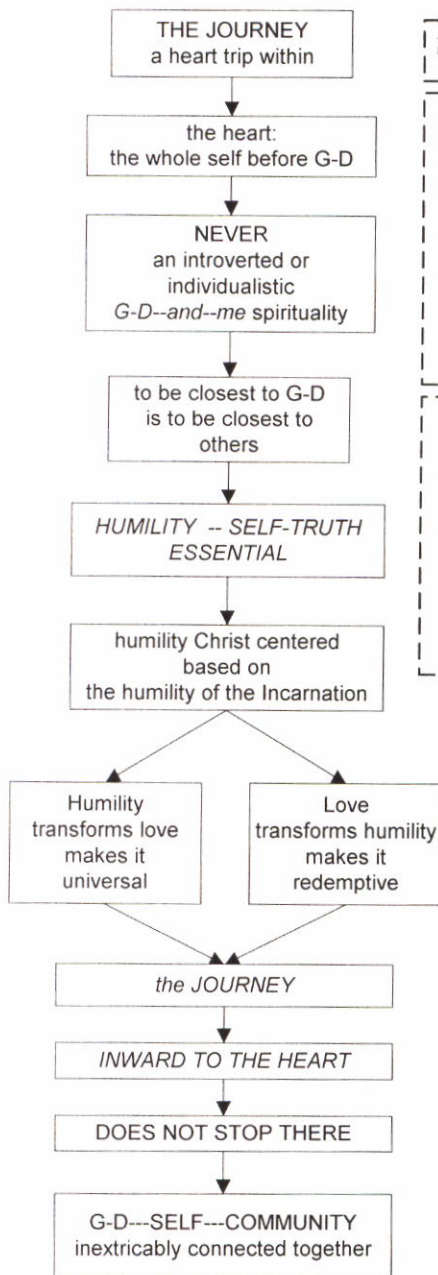 THE JOURNEY
a heart trip within
the heart:
the whole self before G-D
NEVER
an introverted or
individualistic
G-D--and--me spirituality
to be closest to G-D
is to be closest to
others
HUMILITY -- SELF-TRUTH
ESSENTIAL
humility Christ centered
based on
the humility of the Incarnation
Humility
transforms love
makes it
universal
Love
transforms humility
makes it
redemptive
the JOURNEY
INWARD TO THE HEART
DOES NOT STOP THERE
G-D---SELF---COMMUNITY
inextricably connected together